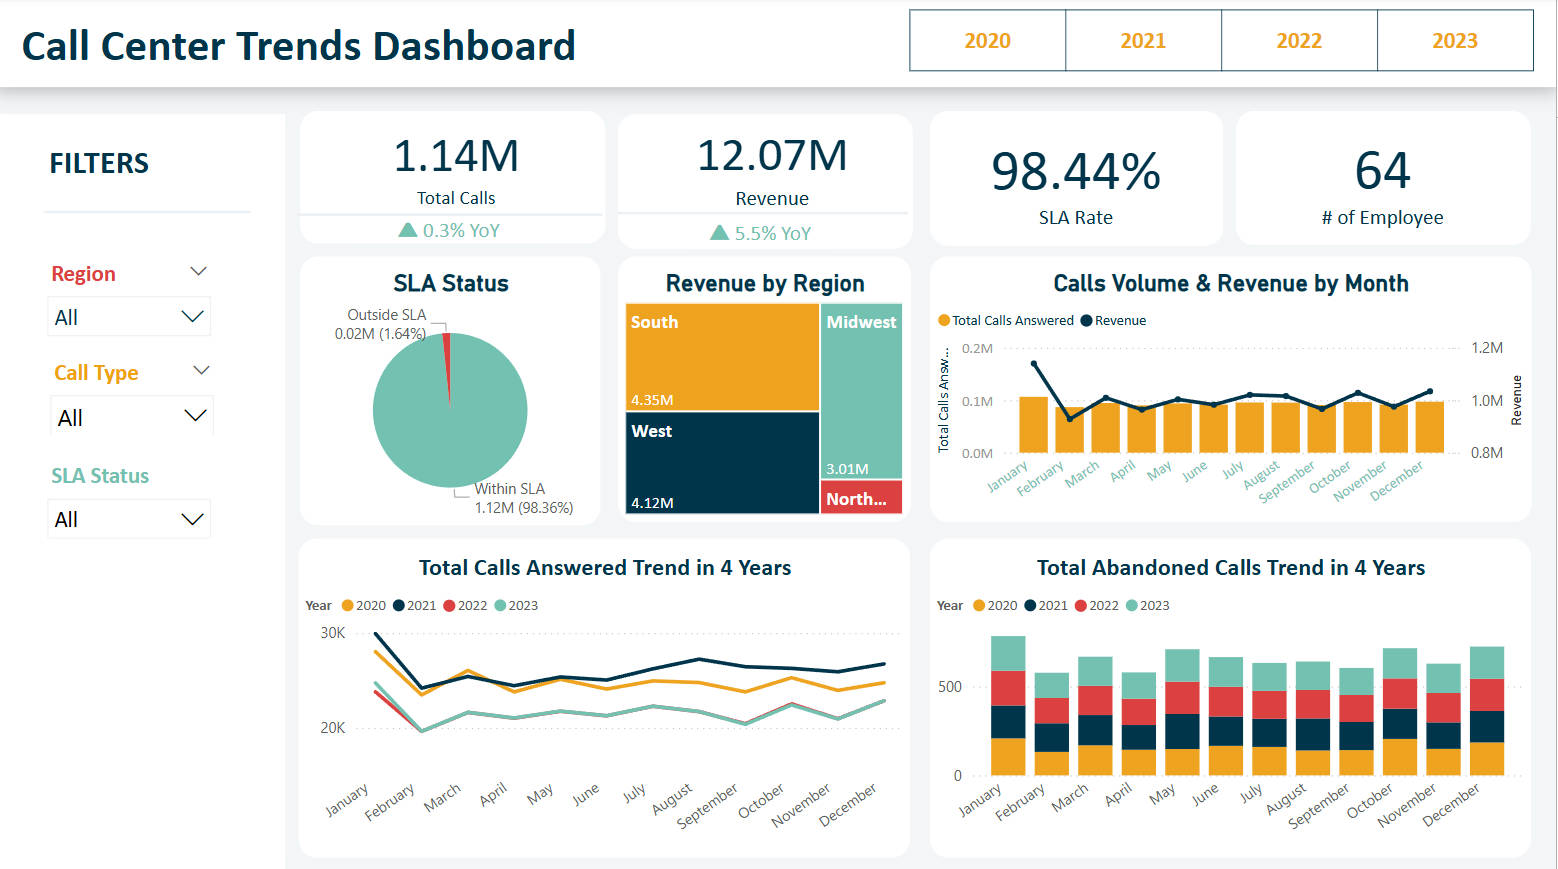 Call Center Trends Dashboard
2020
2021
2022
2023
FILTERS
Region
All
Call Type
All
SLA Status
All
1.14M
Total Calls
0.3% YoY
12.07M
Revenue
5.5% YoY
98.44%
SLA Rate
64
# of Employee
SLA Status
Outside SLA
0.02M (1.64%)
Within SLA
1.12M (98.36%)
Revenue by Region
South
4.35M
West
4.12M
Midwest
3.01M
North...
Calls Volume & Revenue by Month
Total Calls Answered
Revenue
Total Calls Answ...
0.2M
0.1M
0.0M
1.2M
1.0M
0.8M
Revenue
January
February
March
April
May
June
July
August
September
October
November
December
Total Calls Answered Trend in 4 Years
Year
2020
2021
2022
2023
30K
20K
January
February
March
April
May
June
July
August
September
October
November
December
Total Abandoned Calls Trend in 4 Years
Year
2020
2021
2022
2023
500
0
January
February
March
April
May
June
July
August
September
October
November
December